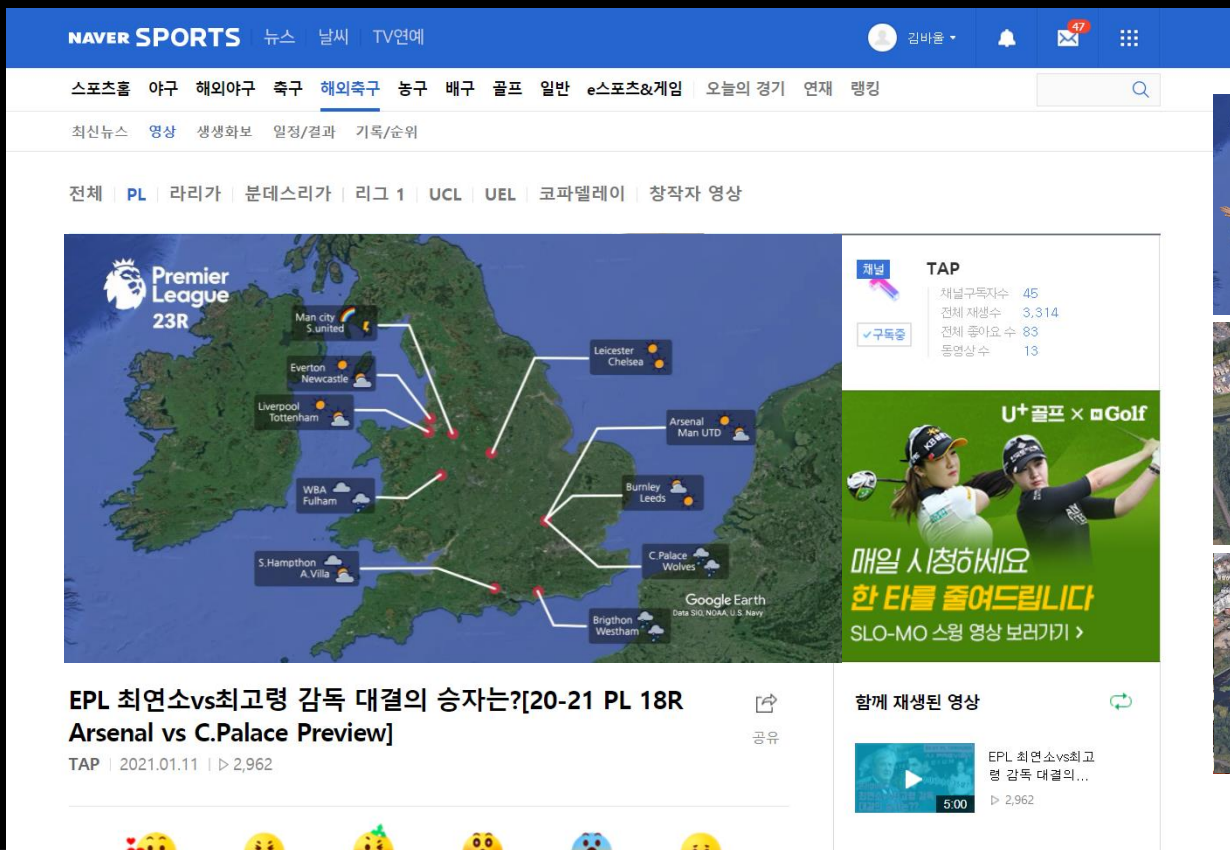 NAVER SPORTS 뉴스 날씨 TV연예
김바울
47
스포츠홈 야구 해외야구 축구 해외축구 농구 배구 골프 일반 e스포츠&게임 오늘의 경기 연재 랭킹
최신뉴스 영상 생생화보 일정/결과 기록/순위
전체 PL 라리가 분데스리가 리그 1 UCL UEL 코파델레이 창작자 영상
Premier
League
23R
Man city
S.united
Everton
Newcastle
Liverpool
Tottenham
WBA
Fulham
S.Hampthon
A.Villa
Leicester
Chelsea
Arsenal
Man UTD
Burnley
Leeds
C.Palace
Wolves
Brigthon
Westham
Google Earth
Data SIO, NOAA, U.S. Navy
채널
TAP
채널구독자수 45
전체 재생수 3,314
전체 좋아요 수 83
동영상 수 13
구독중
U+골프 × Golf
매일 시청하세요
한 타를 줄여드립니다
SLO-MO 스윙 영상 보러가기 >
EPL 최연소vs최고령 감독 대결의 승자는?[20-21 PL 18R
Arsenal vs C.Palace Preview]
공유
TAP 2021.01.11 2,962
함께 재생된 영상
EPL 최연소vs최고
령 감독 대결의...
2,962
5:00